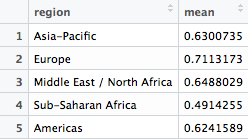 region mean
1 Asia-Pacific 0.6300735
2 Europe 0.7113173
3 Middle East / North Africa 0.6488029
4 Sub-Saharan Africa 0.4914255
5 Americas 0.6241589